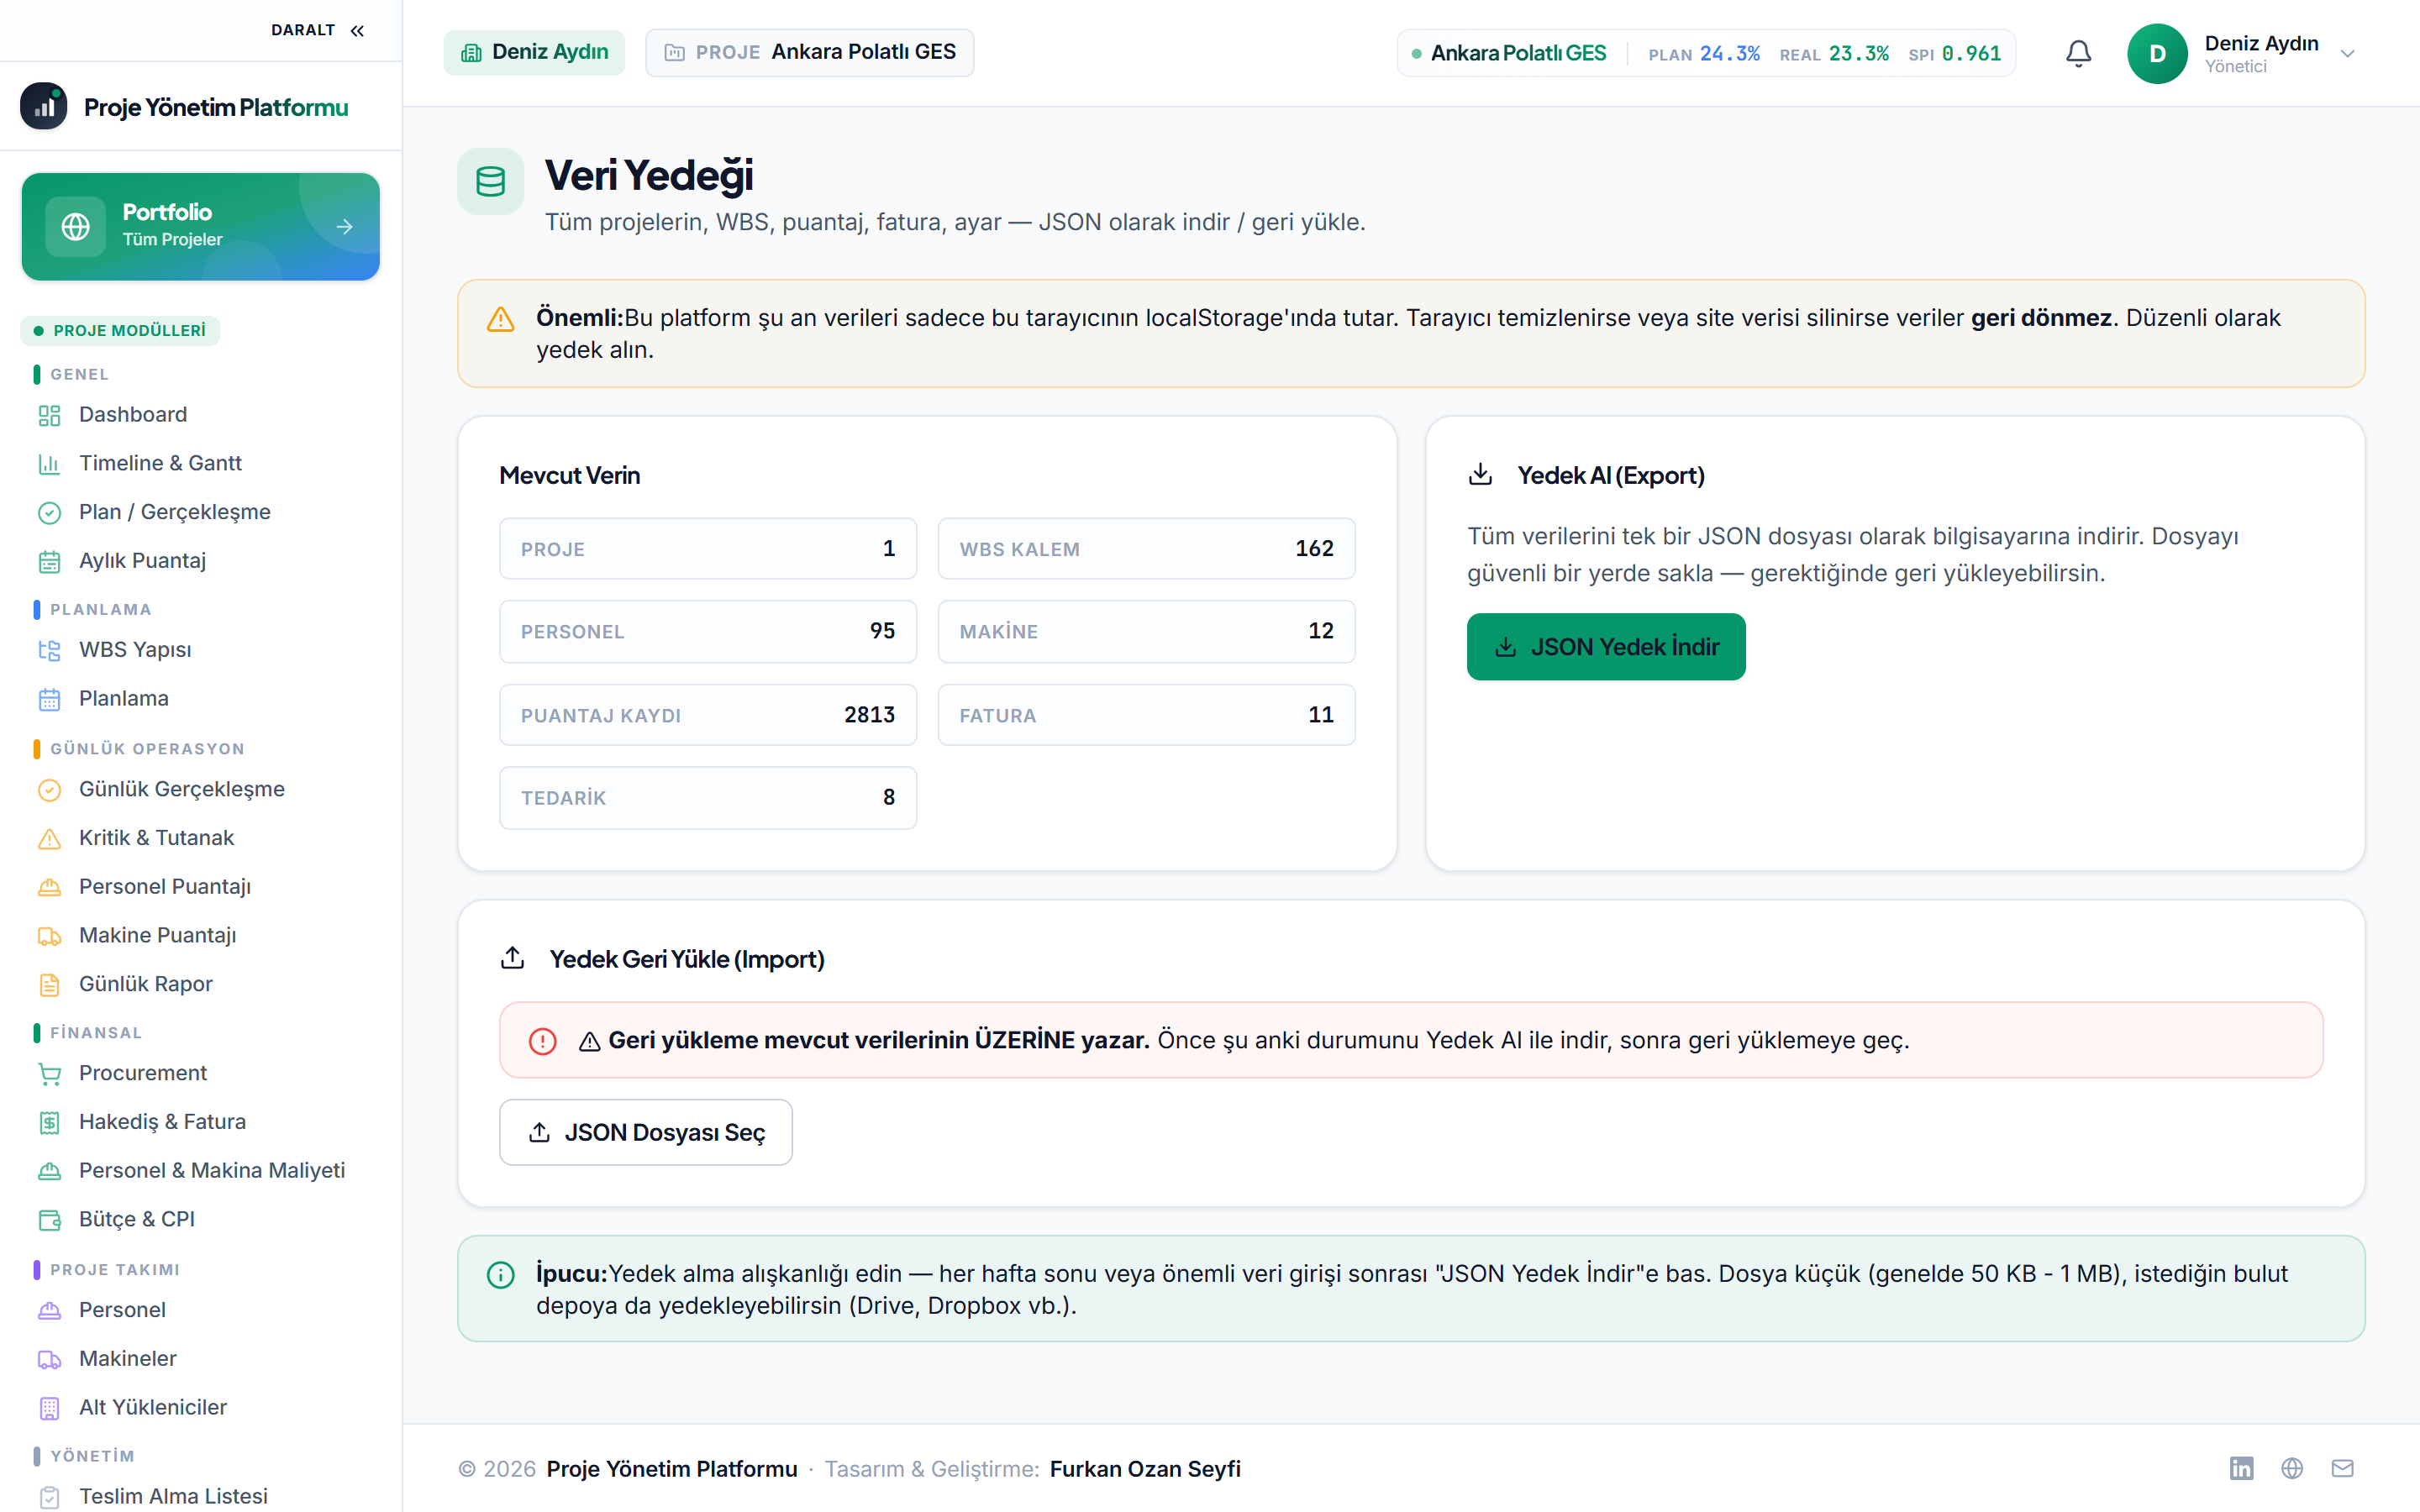 DARALT
Proje Yönetim Platformu
Portfolio
Tüm Projeler
PROJE MODÜLLERİ
GENEL
Dashboard
Timeline & Gantt
Plan / Gerçekleşme
Aylık Puantaj
PLANLAMA
WBS Yapısı
Planlama
GÜNLÜK OPERASYON
Günlük Gerçekleşme
Kritik & Tutanak
Personel Puantajı
Makine Puantajı
Günlük Rapor
FİNANSAL
Procurement
Hakediş & Fatura
Personel & Makina Maliyeti
Bütçe & CPI
PROJE TAKIMI
Personel
Makineler
Alt Yükleniciler
YÖNETİM
Teslim Alma Listesi
Deniz Aydın
PROJE Ankara Polatlı GES
Ankara Polatlı GES PLAN 24.3% REAL 23.3% SPI 0.961
D
Deniz Aydın
Yönetici
Veri Yedeği
Tüm projelerin, WBS, puantaj, fatura, ayar — JSON olarak indir / geri yükle.
Önemli:Bu platform şu an verileri sadece bu tarayıcının localStorage'ında tutar. Tarayıcı temizlenirse veya site verisi silinirse veriler geri dönmez. Düzenli olarak
yedek alın.
Mevcut Verin
PROJE 1
WBS KALEM 162
PERSONEL 95
MAKİNE 12
PUANTAJ KAYDI 2813
FATURA 11
TEDARİK 8
Yedek Al (Export)
Tüm verilerini tek bir JSON dosyası olarak bilgisayarına indirir. Dosyayı
güvenli bir yerde sakla — gerektiğinde geri yükleyebilirsin.
JSON Yedek İndir
Yedek Geri Yükle (Import)
⚠ Geri yükleme mevcut verilerinin ÜZERİNE yazar. Önce şu anki durumunu Yedek Al ile indir, sonra geri yüklemeye geç.
JSON Dosyası Seç
İpucu:Yedek alma alışkanlığı edin — her hafta sonu veya önemli veri girişi sonrası "JSON Yedek İndir"e bas. Dosya küçük (genelde 50 KB - 1 MB), istediğin bulut
depoya da yedekleyebilirsin (Drive, Dropbox vb.).
© 2026 Proje Yönetim Platformu · Tasarım & Geliştirme: Furkan Ozan Seyfi